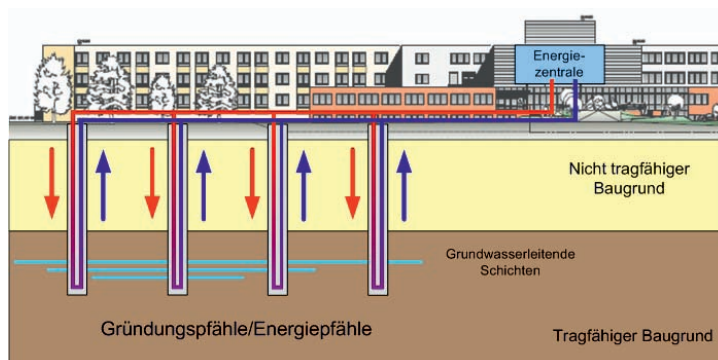 Energie-
zentrale
Nicht tragfähiger
Baugrund
Grundwasserleitende
Schichten
Gründungspfähle/Energiepfähle
Tragfähiger Baugrund